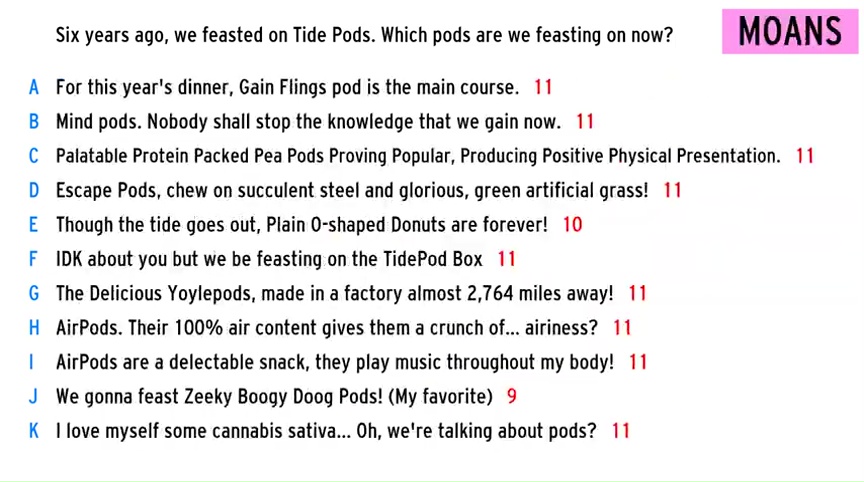 Six years ago, we feasted on Tide Pods. Which pods are we feasting on now?
MOANS
A For this year's dinner, Gain Flings pod is the main course. 11
B Mind pods. Nobody shall stop the knowledge that we gain now. 11
C Palatable Protein Packed Pea Pods Proving Popular, Producing Positive Physical Presentation. 11
D Escape Pods, chew on succulent steel and glorious, green artificial grass! 11
E Though the tide goes out, Plain O-shaped Donuts are forever! 10
F IDK about you but we be feasting on the TidePod Box 11
G The Delicious Yoylepods, made in a factory almost 2,764 miles away! 11
H AirPods. Their 100% air content gives them a crunch of... airiness? 11
I AirPods are a delectable snack, they play music throughout my body! 11
J We gonna feast Zeeky Boogy Doog Pods! (My favorite) 9
K I love myself some cannabis sativa... Oh, we're talking about pods? 11